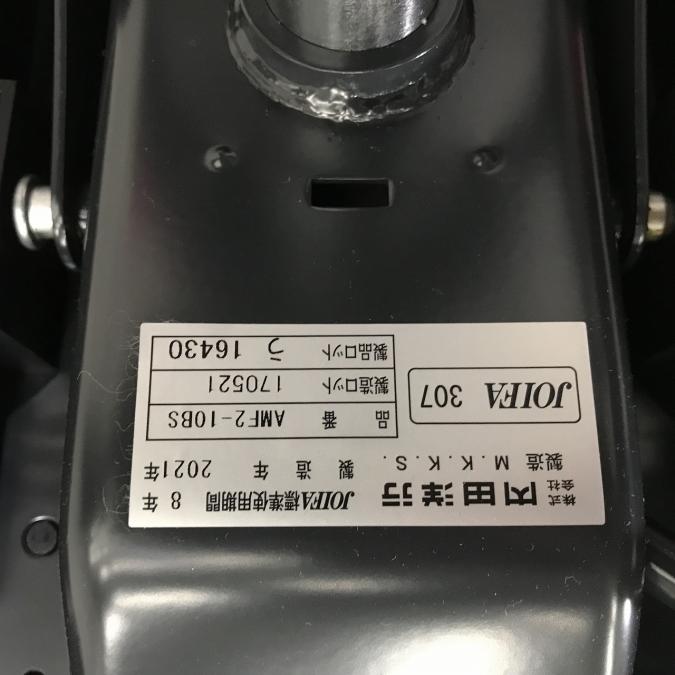 株式会社 内田洋行 JOIFA標準使用期間 8 年
製造 M.K.K.S. 製 造 年 2021年
JOIFA 307
品 番 AMF2-10BS
製造ロット 170521
製品ロット う 16430